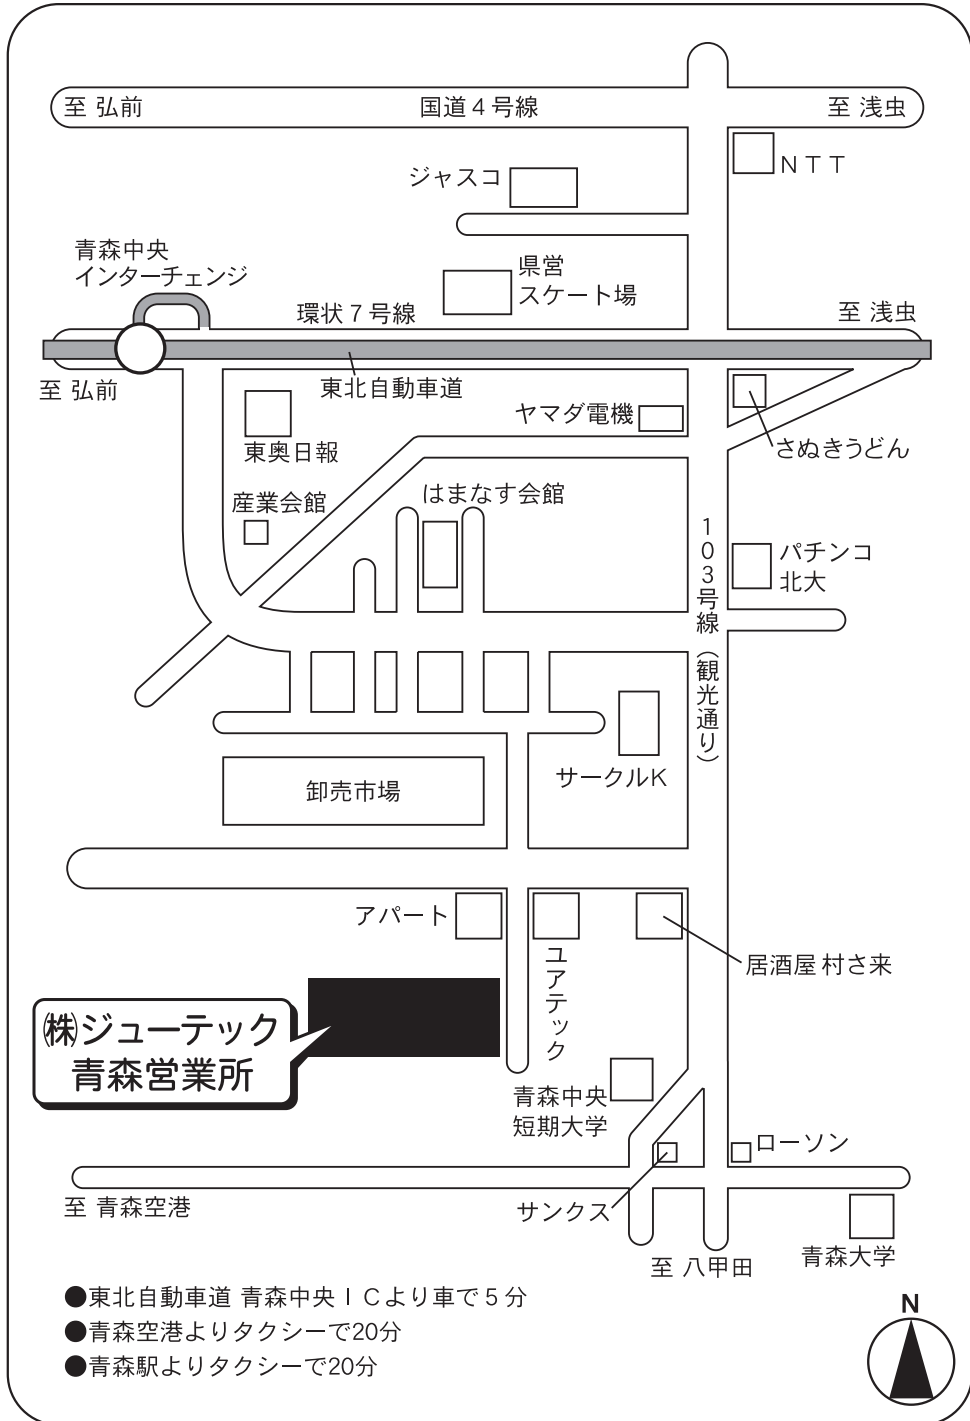 至 弘前
国道4号線
至 浅虫
NTT
ジャスコ
青森中央
インターチェンジ
県営
スケート場
環状7号線
至 浅虫
至 弘前
東北自動車道
ヤマダ電機
東奥日報
さぬきうどん
産業会館
はまなす会館
103号線(観光通り)
パチンコ
北大
サークルK
卸売市場
アパート
ユアテック
居酒屋 村さ来
㈱ジューテック
青森営業所
青森中央
短期大学
ローソン
至 青森空港
サンクス
青森大学
至 八甲田
●東北自動車道 青森中央ICより車で5分
●青森空港よりタクシーで20分
●青森駅よりタクシーで20分
N